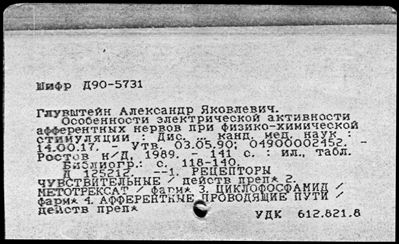 Шифр Д90-5731
Глувштейн Александр Яковлевич.
Особенности электрической активности
афферентных нервов при физико-химической
стимуляции : Дис. ... канд. мед. наук :
14.00.17. - Утв. 03.05.90; 04900002452. -
Ростов н/Д, 1989. - 141 с. : ил., табл.
Библиогр.: с. 118-140.
Д 125212. --1. РЕЦЕПТОРЫ
ЧУВСТВИТЕЛЬНЫЕ / действ преп* 2.
МЕТОТРЕКСАТ / фарм* 3. ЦИКЛОФОСФАМИД /
фарм* 4. АФФЕРЕНТНЫЕ ПРОВОДЯЩИЕ ПУТИ /
действ преп*
УДК 612.821.8